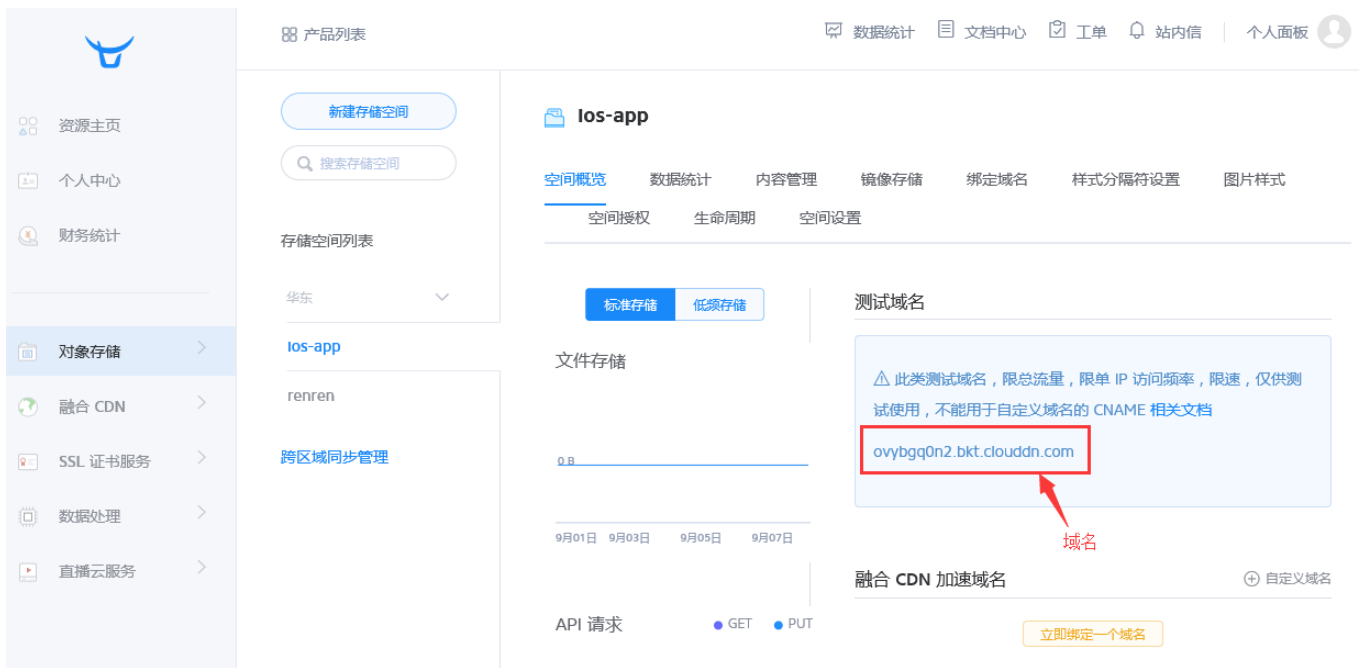 产品列表
数据统计 文档中心 工单 站内信 个人面板
资源主页
个人中心
财务统计
对象存储
融合 CDN
SSL 证书服务
数据处理
直播云服务
新建存储空间
搜索存储空间
存储空间列表
华东
Ios-app
renren
跨区域同步管理
Ios-app
空间概览 数据统计 内容管理 镜像存储 绑定域名 样式分隔符设置 图片样式
空间授权 生命周期 空间设置
标准存储 低频存储
文件存储
0 B
9月01日 9月03日 9月05日 9月07日
API 请求 GET PUT
测试域名
此类测试域名，限总流量，限单 IP 访问频率，限速，仅供测
试使用，不能用于自定义域名的 CNAME 相关文档
ovybgq0n2.bkt.clouddn.com
域名
融合 CDN 加速域名 自定义域名
立即绑定一个域名